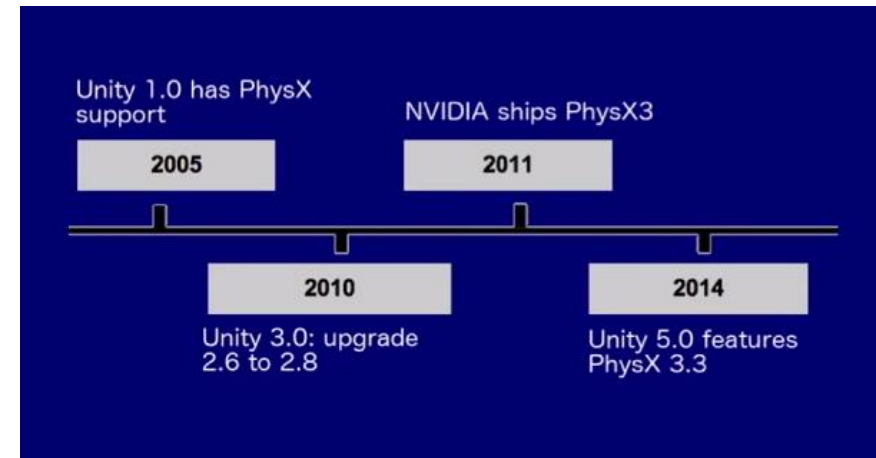 Unity 1.0 has PhysX
support
2005
NVIDIA ships PhysX3
2011
2010
Unity 3.0: upgrade
2.6 to 2.8
2014
Unity 5.0 features
PhysX 3.3